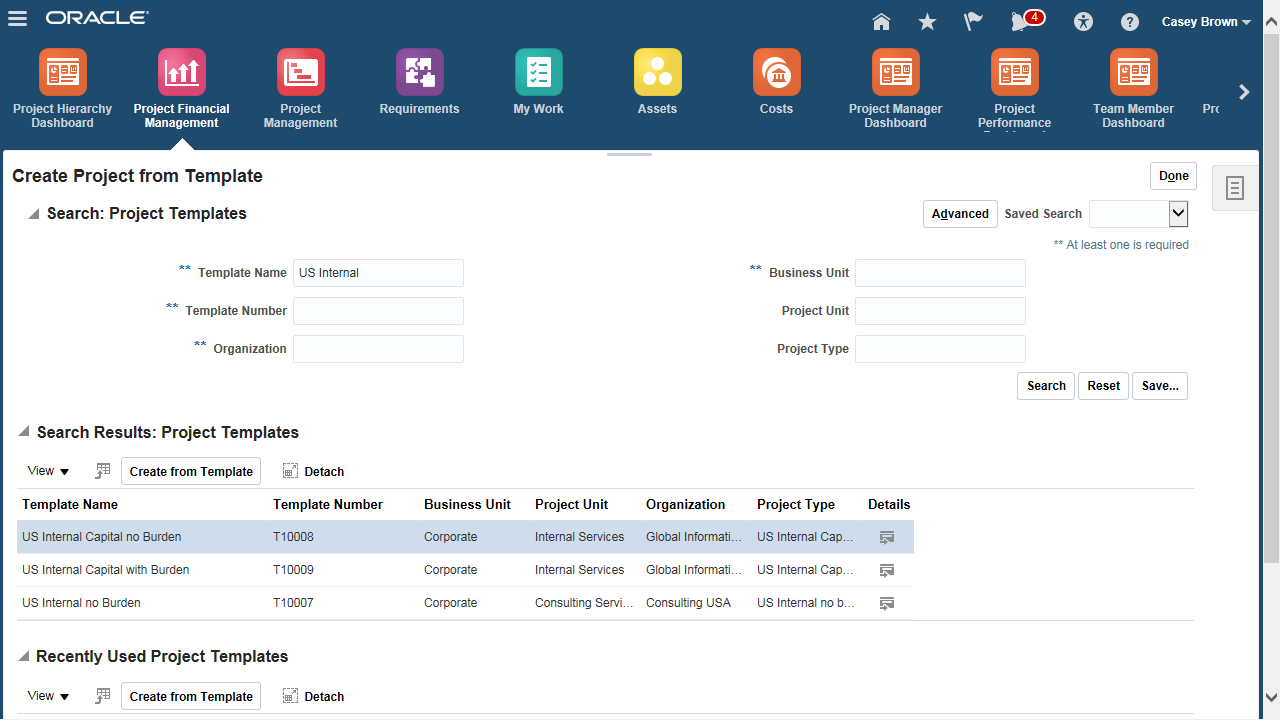 ORACLE
4
Casey Brown
Project Hierarchy Dashboard
Project Financial Management
Project Management
Requirements
My Work
Assets
Costs
Project Manager Dashboard
Project Performance
Team Member Dashboard
Pro
Create Project from Template
Done
Search: Project Templates
Advanced
Saved Search
** At least one is required
** Template Name US Internal
** Business Unit
** Template Number
Project Unit
** Organization
Project Type
Search Reset Save...
Search Results: Project Templates
View Create from Template Detach
Template Name Template Number Business Unit Project Unit Organization Project Type Details
US Internal Capital no Burden T10008 Corporate Internal Services Global Informati... US Internal Cap...
US Internal Capital with Burden T10009 Corporate Internal Services Global Informati... US Internal Cap...
US Internal no Burden T10007 Corporate Consulting Servi... Consulting USA US Internal no b...
Recently Used Project Templates
View Create from Template Detach